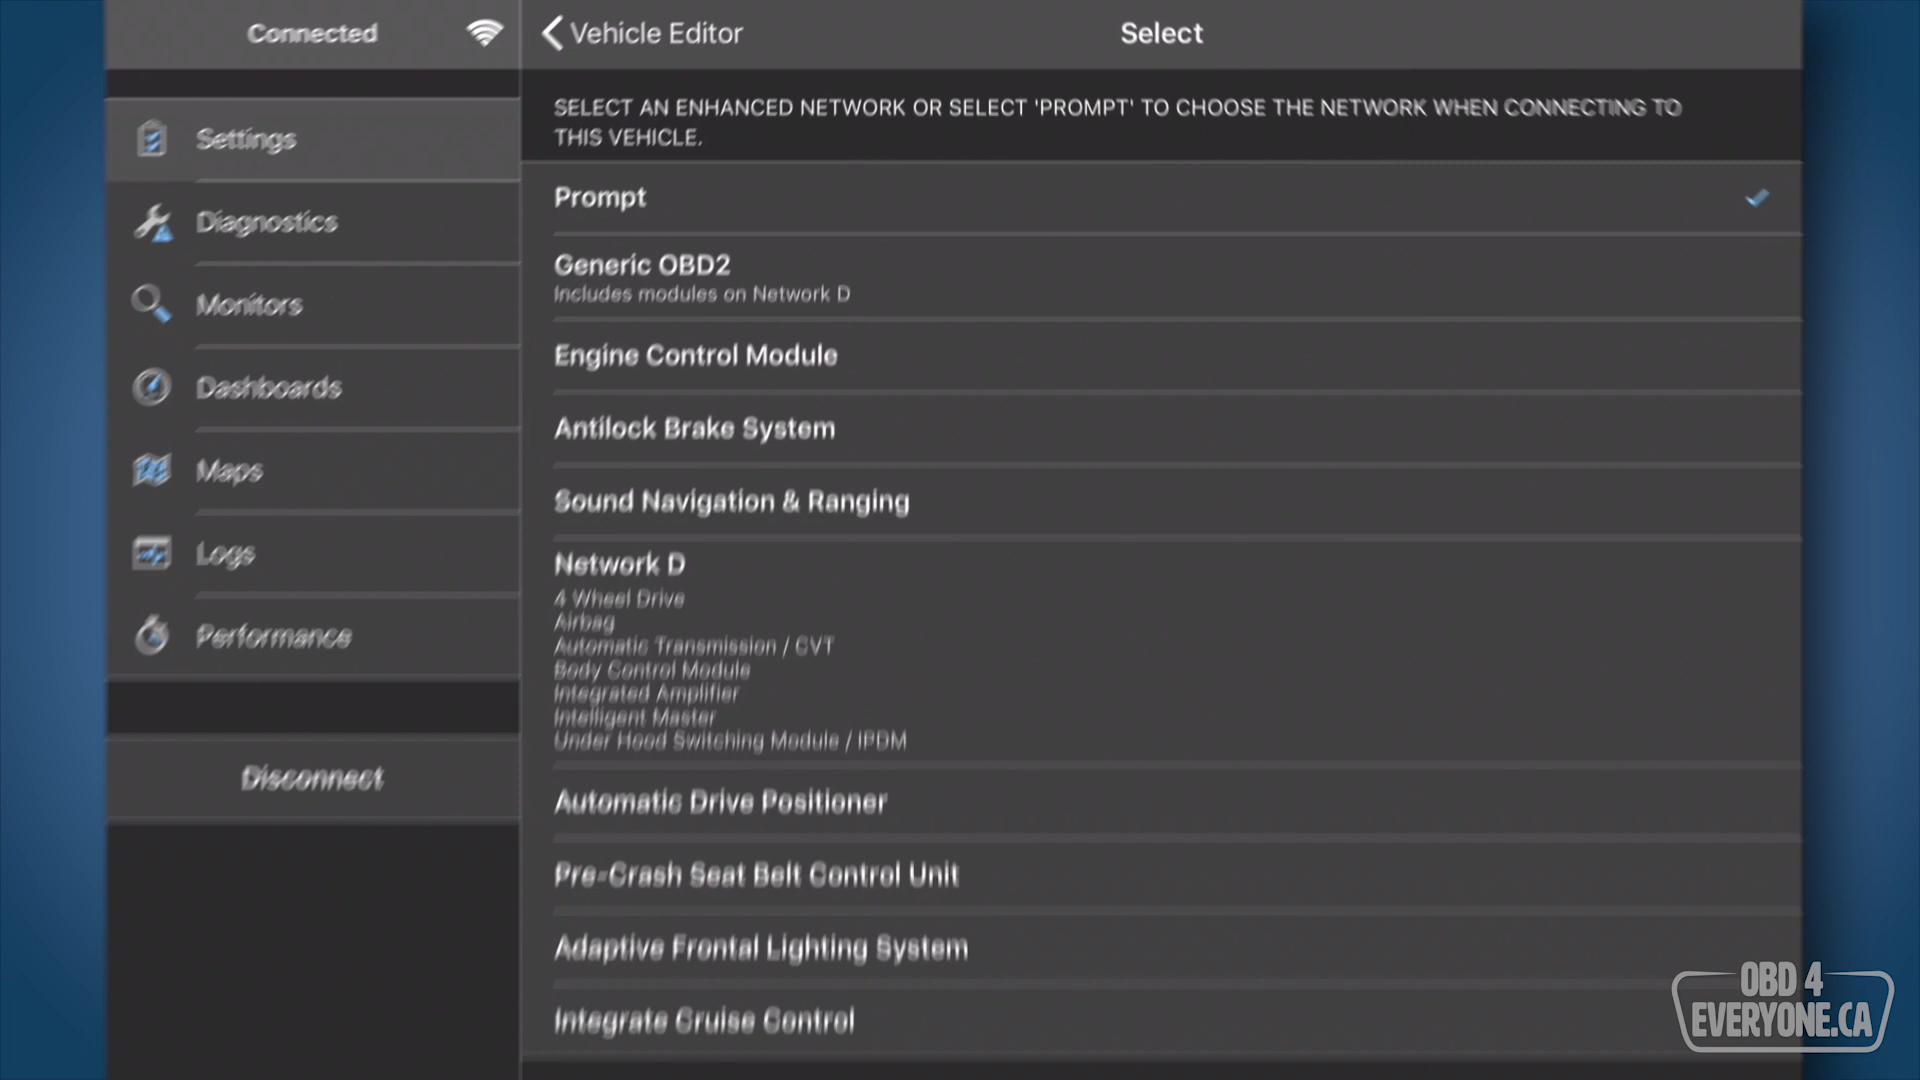 Connected
Settings
Diagnostics
Monitors
Dashboards
Maps
Logs
Performance
Disconnect
Vehicle Editor
Select
SELECT AN ENHANCED NETWORK OR SELECT 'PROMPT' TO CHOOSE THE NETWORK WHEN CONNECTING TO
THIS VEHICLE.
Prompt
Generic OBD2
Includes modules on Network D
Engine Control Module
Antilock Brake System
Sound Navigation & Ranging
Network D
4 Wheel Drive
Airbag
Automatic Transmission / CVT
Body Control Module
Integrated Amplifier
Intelligent Master
Under Hood Switching Module / IPDM
Automatic Drive Positioner
Pre-Crash Seat Belt Control Unit
Adaptive Frontal Lighting System
Integrate Cruise Control
OBD 4
EVERYONE.CA